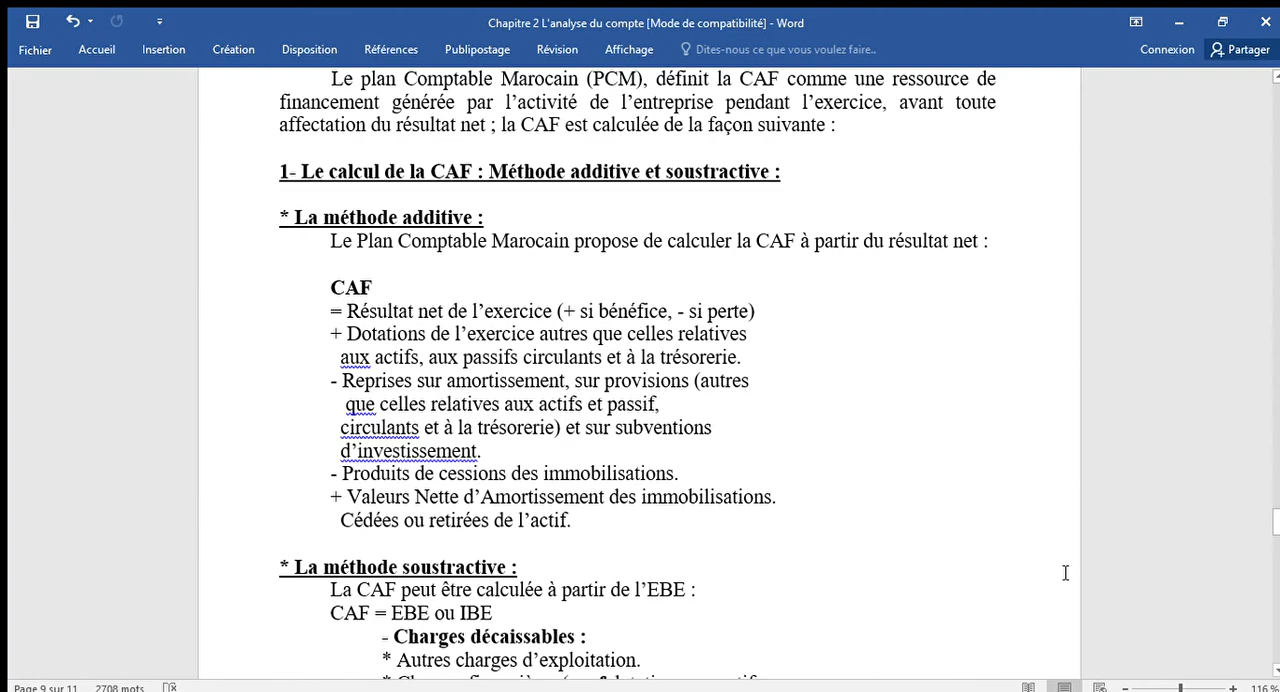 Chapitre 2 L'analyse du compte [Mode de compatibilité] - Word
Fichier Accueil Insertion Création Disposition Références Publipostage Révision Affichage Dites-nous ce que vous voulez faire.. Connexion Partager
Le plan Comptable Marocain (PCM), définit la CAF comme une ressource de
financement générée par l’activité de l’entreprise pendant l’exercice, avant toute
affectation du résultat net ; la CAF est calculée de la façon suivante :
1- Le calcul de la CAF : Méthode additive et soustractive :
* La méthode additive :
Le Plan Comptable Marocain propose de calculer la CAF à partir du résultat net :
CAF
= Résultat net de l’exercice (+ si bénéfice, - si perte)
+ Dotations de l’exercice autres que celles relatives
aux actifs, aux passifs circulants et à la trésorerie.
- Reprises sur amortissement, sur provisions (autres
que celles relatives aux actifs et passif,
circulants et à la trésorerie) et sur subventions
d’investissement.
- Produits de cessions des immobilisations.
+ Valeurs Nette d’Amortissement des immobilisations.
Cédées ou retirées de l’actif.
* La méthode soustractive :
La CAF peut être calculée à partir de l’EBE :
CAF = EBE ou IBE
- Charges décaissables :
* Autres charges d’exploitation.
Page 9 sur 11 2708 mots 116 %